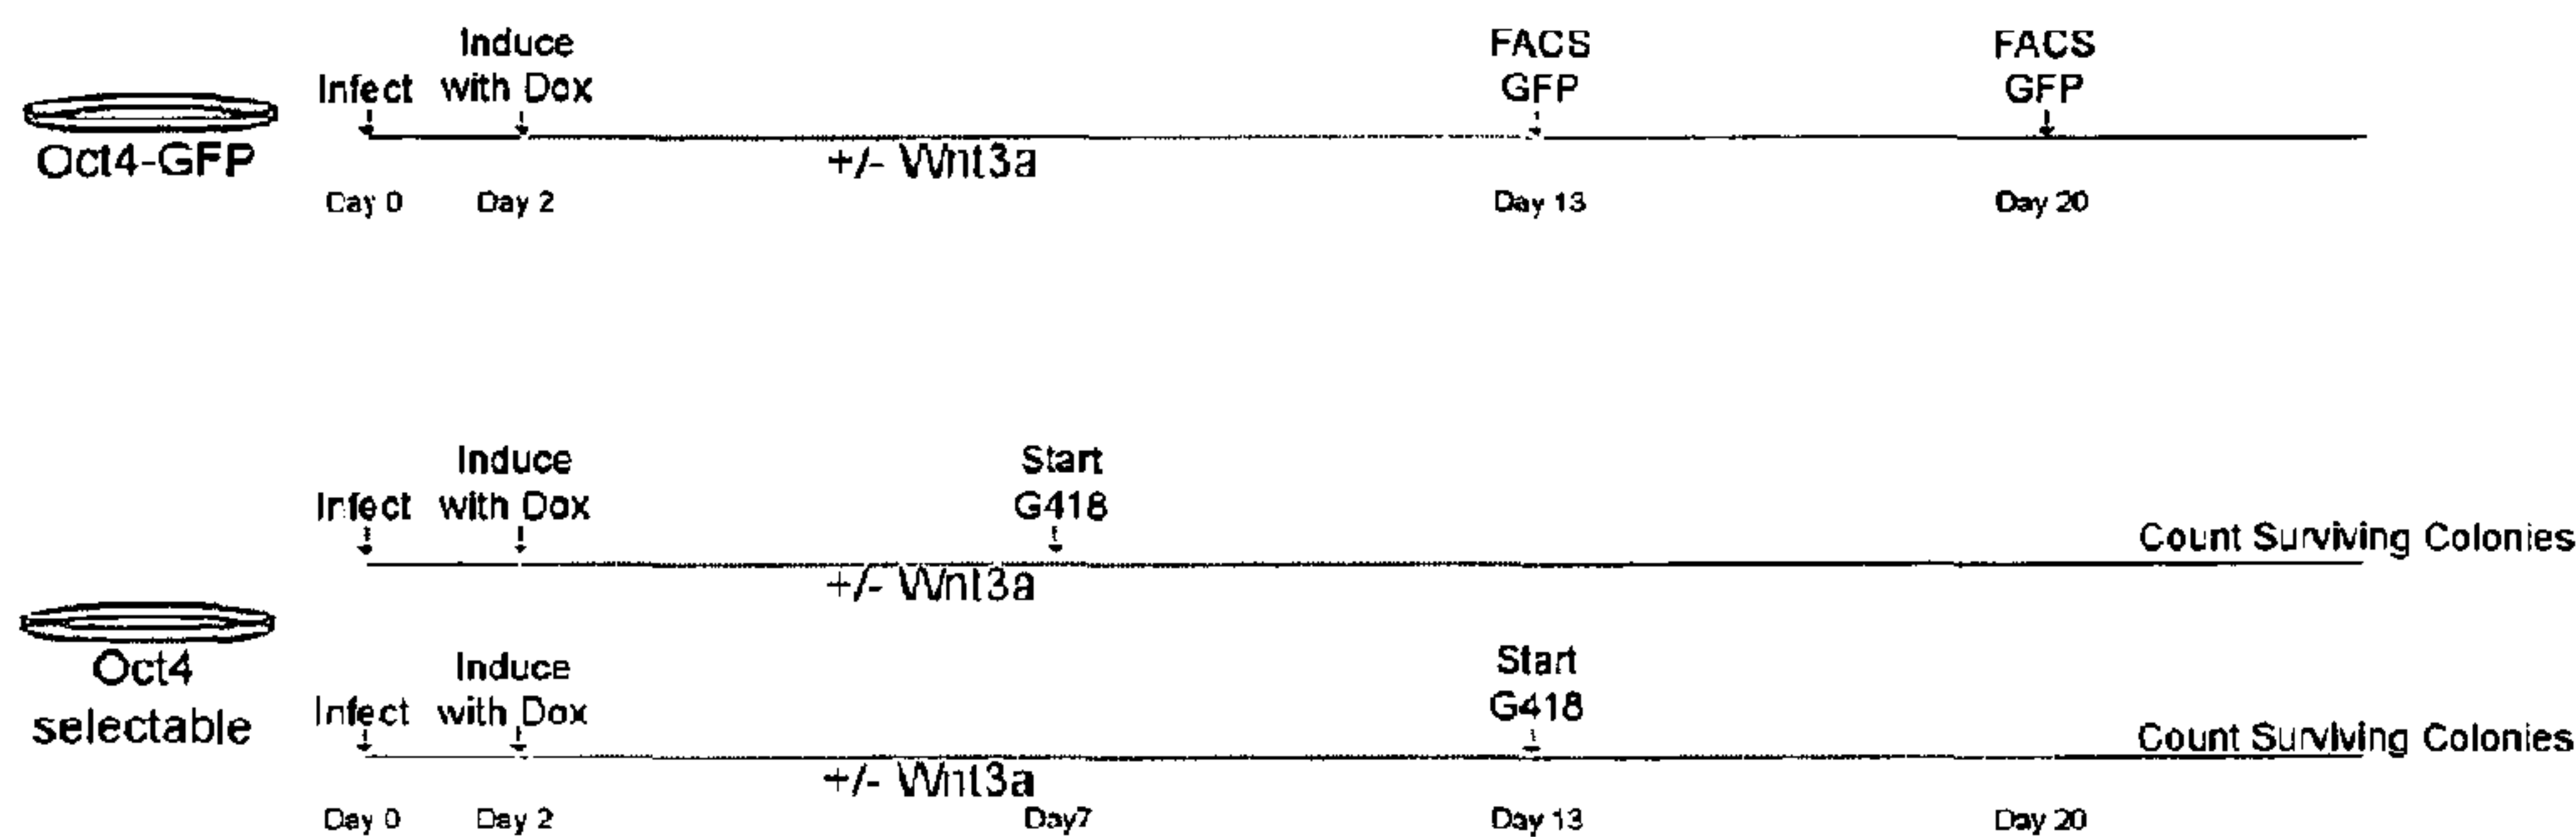 Induce
Infect with Dox
FACS
GFP
FACS
GFP
Oct4-GFP
+/- Wnt3a
Day 0 Day 2 Day 13 Day 20
Induce
Infect with Dox
Start
G418
Count Surviving Colonies
+/- Wnt3a
Oct4
selectable
Induce
Infect with Dox
Start
G418
Count Surviving Colonies
+/- Wnt3a
Day 0 Day 2 Day7 Day 13 Day 20